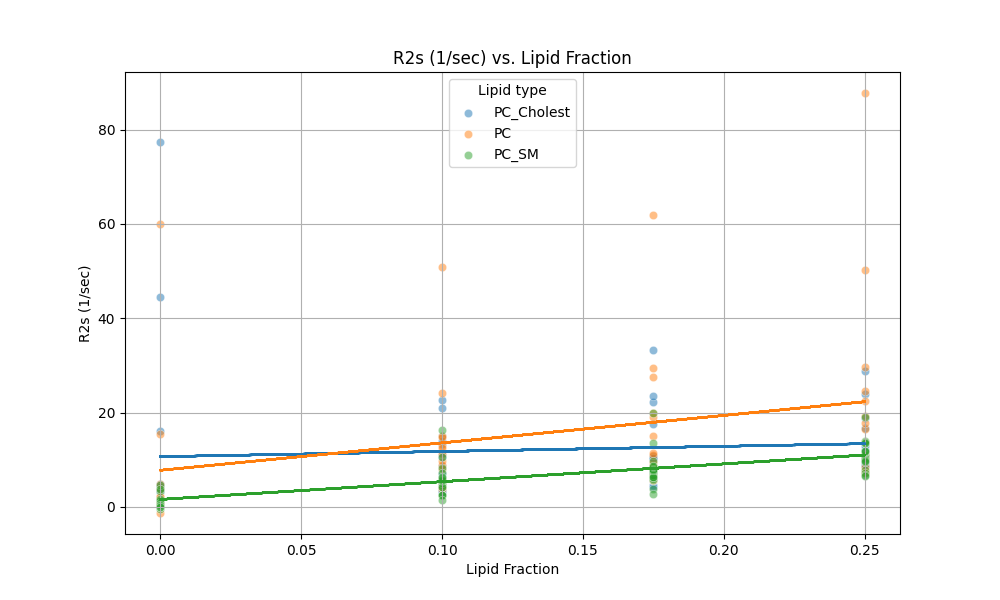 R2s (1/sec) vs. Lipid Fraction
Lipid type
PC_Cholest
PC
PC_SM
R2s (1/sec)
80
60
40
20
0
0.00 0.05 0.10 0.15 0.20 0.25
Lipid Fraction